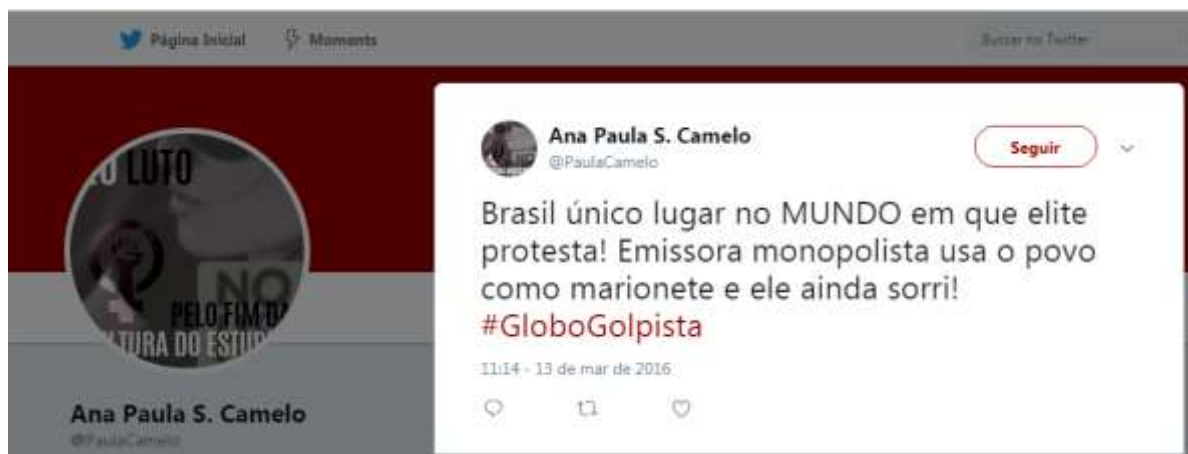 Página Inicial Moments Buscar no Twitter
LUTO
NO
PELO FIM DA
TURA DO ESTUP
Ana Paula S. Camelo
@PaulaCamelo
Ana Paula S. Camelo
@PaulaCamelo
Seguir
Brasil único lugar no MUNDO em que elite
protesta! Emissora monopolista usa o povo
como marionete e ele ainda sorri!
#GloboGolpista
11:14 - 13 de mar de 2016